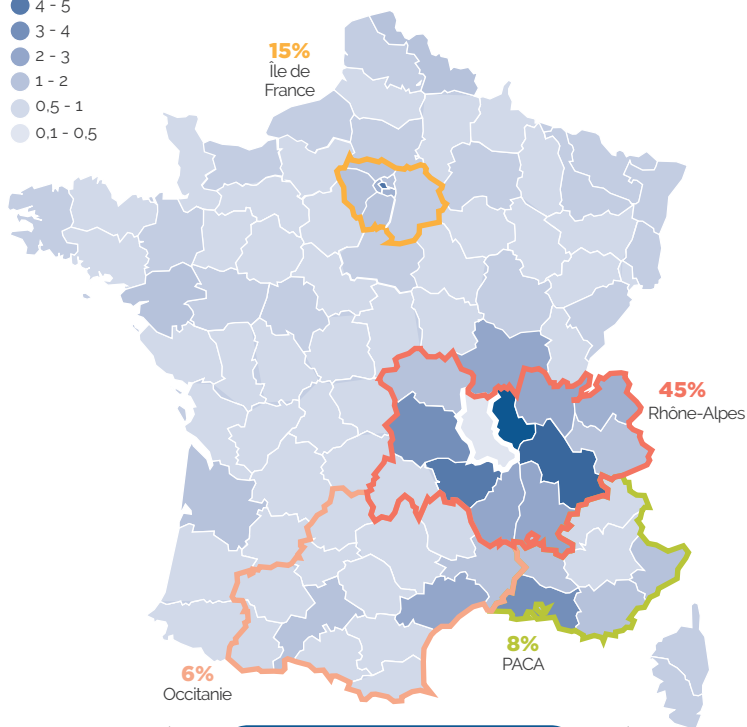 4 - 5
3 - 4
2 - 3
1 - 2
0,5 - 1
0,1 - 0,5
15%
Île de
France
45%
Rhône-Alpes
8%
PACA
6%
Occitanie